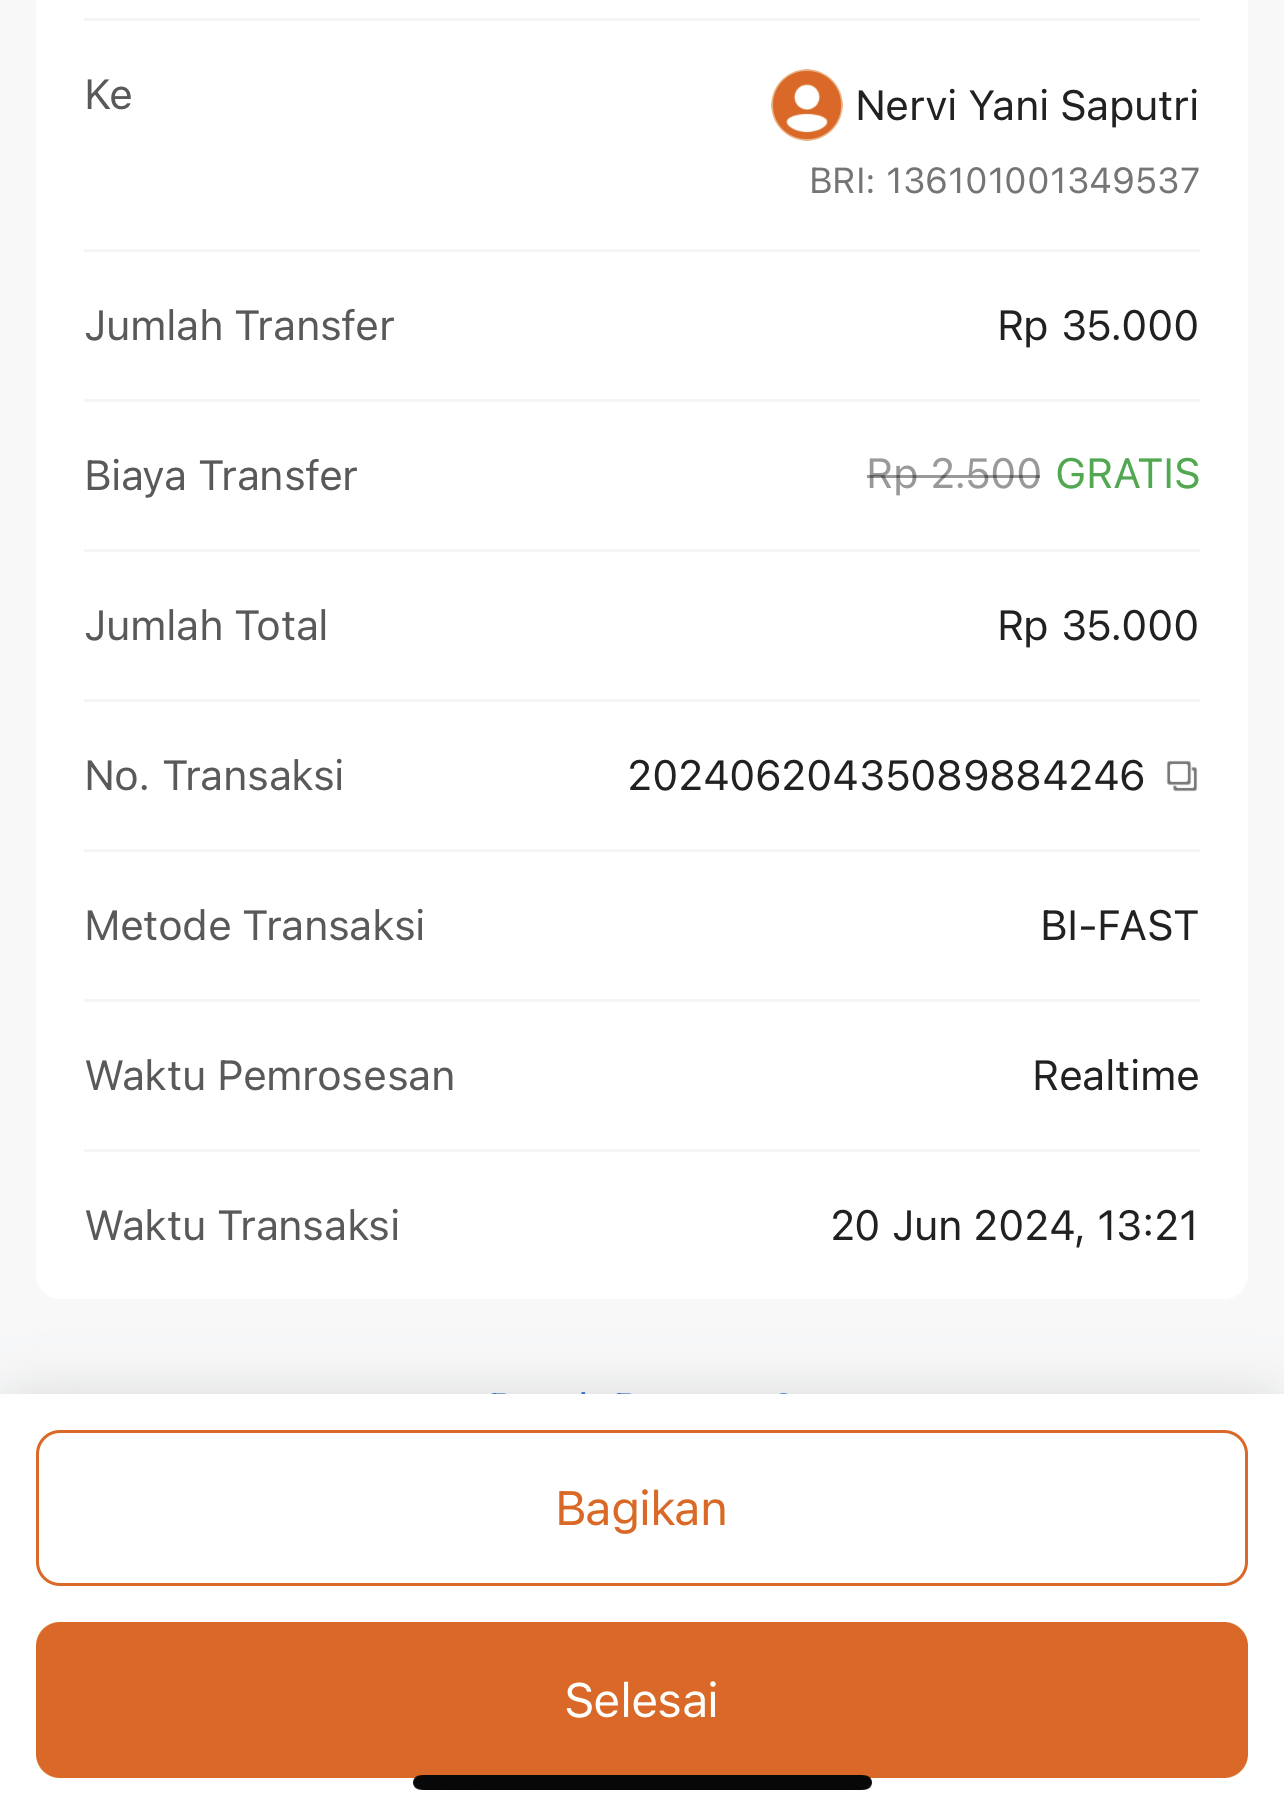 Ke
Nervi Yani Saputri
BRI: 136101001349537
Jumlah Transfer Rp 35.000
Biaya Transfer Rp 2.500 GRATIS
Jumlah Total Rp 35.000
No. Transaksi 20240620435089884246
Metode Transaksi BI-FAST
Waktu Pemrosesan Realtime
Waktu Transaksi 20 Jun 2024, 13:21
Bagikan
Selesai